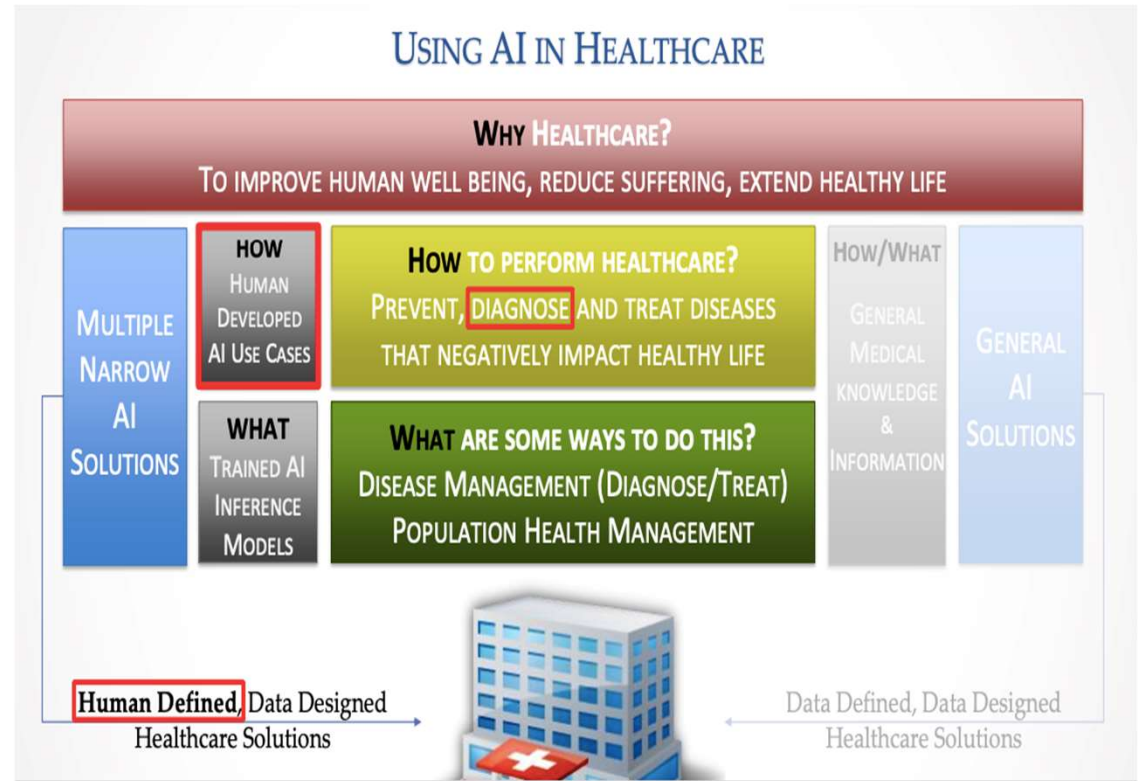 USING AI IN HEALTHCARE
WHY HEALTHCARE?
TO IMPROVE HUMAN WELL BEING, REDUCE SUFFERING, EXTEND HEALTHY LIFE
MULTIPLE
NARROW
AI
SOLUTIONS
HOW
HUMAN
DEVELOPED
AI USE CASES
WHAT
TRAINED AI
INFERENCE
MODELS
HOW TO PERFORM HEALTHCARE?
PREVENT, DIAGNOSE AND TREAT DISEASES
THAT NEGATIVELY IMPACT HEALTHY LIFE
WHAT ARE SOME WAYS TO DO THIS?
DISEASE MANAGEMENT (DIAGNOSE/TREAT)
POPULATION HEALTH MANAGEMENT
HOW/WHAT
GENERAL
MEDICAL
KNOWLEDGE
&
INFORMATION
GENERAL
AI
SOLUTIONS
Human Defined, Data Designed
Healthcare Solutions
Data Defined, Data Designed
Healthcare Solutions